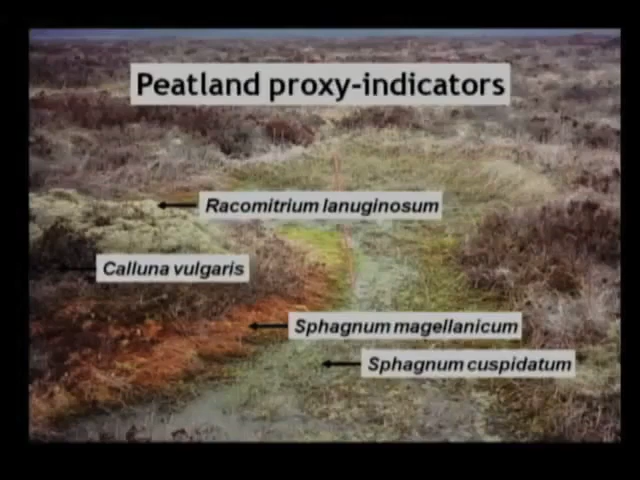 Peatland proxy-indicators
Racomitrium lanuginosum
Calluna vulgaris
Sphagnum magellanicum
Sphagnum cuspidatum